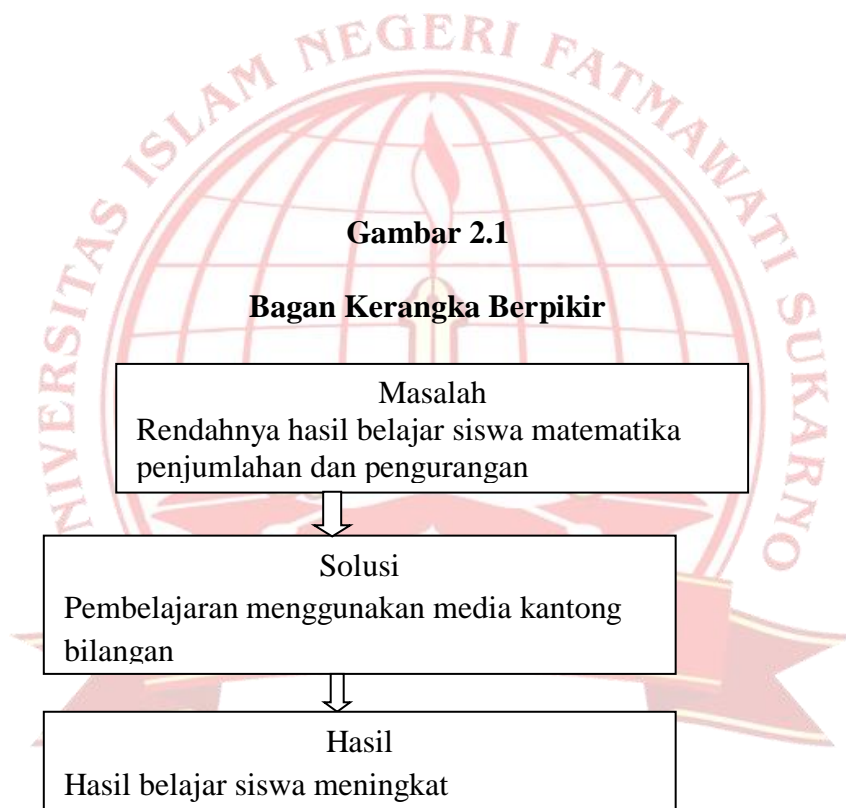 UNIVERSITAS ISLAM NEGERI FATMAWATI SUKARNO
Gambar 2.1
Bagan Kerangka Berpikir
Masalah
Rendahnya hasil belajar siswa matematika
penjumlahan dan pengurangan
Solusi
Pembelajaran menggunakan media kantong
bilangan
Hasil
Hasil belajar siswa meningkat